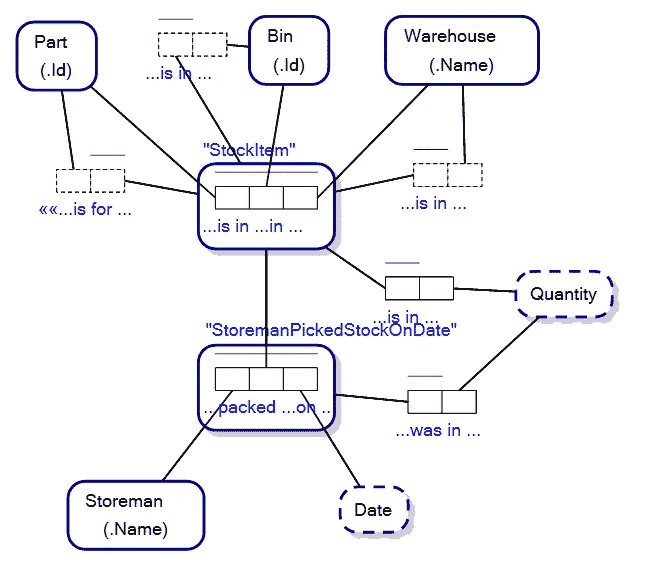 Part
(.Id)
Bin
(.Id)
Warehouse
(.Name)
...is in ...
"StockItem"
««...is for ...
...is in ...in ...
...is in ...
...is in ...
Quantity
"StoremanPickedStockOnDate"
...packed ...on ..
...was in ...
Storeman
(.Name)
Date